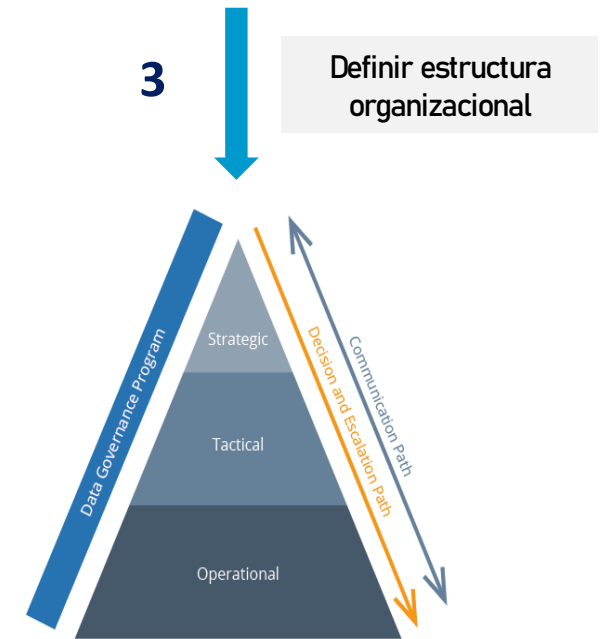 3
Definir estructura
organizacional
Data Governance Program
Strategic
Tactical
Operational
Decision and Escalation Path
Communication Path